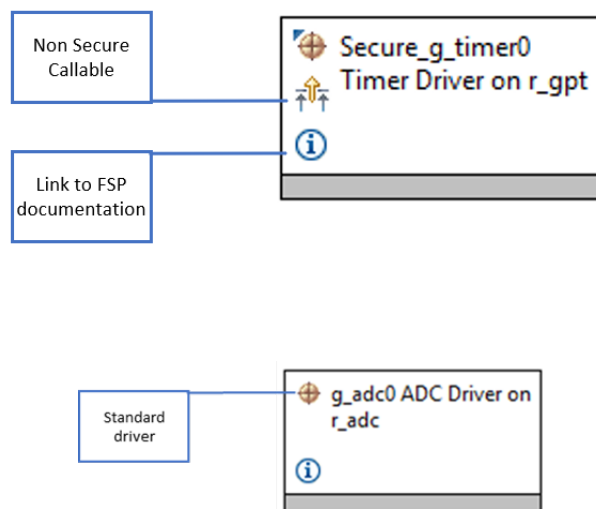 Non Secure
Callable
Secure_g_timer0
Timer Driver on r_gpt
Link to FSP
documentation
Standard
driver
g_adc0 ADC Driver on
r_adc